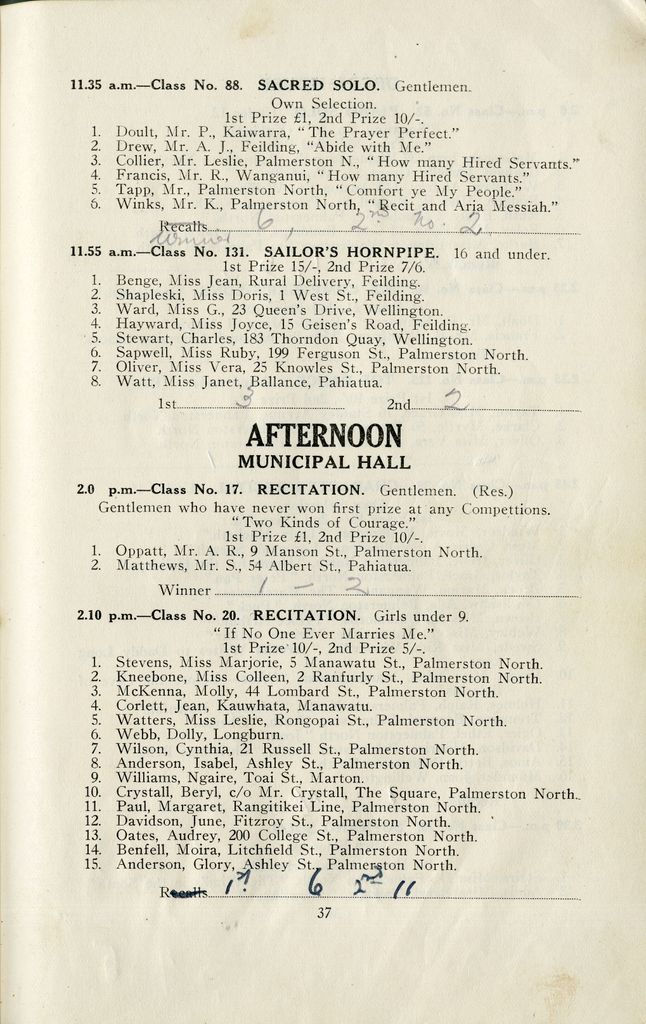 11.35 a.m.—Class No. 88. SACRED SOLO. Gentlemen.
Own Selection.
1st Prize £1, 2nd Prize 10/-.
1. Doult, Mr. P., Kaiwarra, "The Prayer Perfect."
2. Drew, Mr. A. J., Feilding, "Abide with Me."
3. Collier, Mr. Leslie, Palmerston N., "How many Hired Servants."
4. Francis, Mr. R., Wanganui, "How many Hired Servants."
5. Tapp, Mr., Palmerston North, "Comfort ye My People."
6. Winks, Mr. K., Palmerston North, "Recit and Aria Messiah."
Recalls 6, 2nd No. 2
Winner
11.55 a.m.—Class No. 131. SAILOR'S HORNPIPE. 16 and under.
1st Prize 15/-, 2nd Prize 7/6.
1. Benge, Miss Jean, Rural Delivery, Feilding.
2. Shapleski, Miss Doris, 1 West St., Feilding.
3. Ward, Miss G., 23 Queen's Drive, Wellington.
4. Hayward, Miss Joyce, 15 Geisen's Road, Feilding.
5. Stewart, Charles, 183 Thorndon Quay, Wellington.
6. Sapwell, Miss Ruby, 199 Ferguson St., Palmerston North.
7. Oliver, Miss Vera, 25 Knowles St., Palmerston North.
8. Watt, Miss Janet, Ballance, Pahiatua.
1st 3 2nd 2
AFTERNOON
MUNICIPAL HALL
2.0 p.m.—Class No. 17. RECITATION. Gentlemen. (Res.)
Gentlemen who have never won first prize at any Compettions.
"Two Kinds of Courage."
1st Prize £1, 2nd Prize 10/-.
1. Oppatt, Mr. A. R., 9 Manson St., Palmerston North.
2. Matthews, Mr. S., 54 Albert St., Pahiatua.
Winner 1 – 2
2.10 p.m.—Class No. 20. RECITATION. Girls under 9.
"If No One Ever Marries Me."
1st Prize 10/-, 2nd Prize 5/-.
1. Stevens, Miss Marjorie, 5 Manawatu St., Palmerston North.
2. Kneebone, Miss Colleen, 2 Ranfurly St., Palmerston North.
3. McKenna, Molly, 44 Lombard St., Palmerston North.
4. Corlett, Jean, Kauwhata, Manawatu.
5. Watters, Miss Leslie, Rongopai St., Palmerston North.
6. Webb, Dolly, Longburn.
7. Wilson, Cynthia, 21 Russell St., Palmerston North.
8. Anderson, Isabel, Ashley St., Palmerston North.
9. Williams, Ngaire, Toai St., Marton.
10. Crystall, Beryl, c/o Mr. Crystall, The Square, Palmerston North.
11. Paul, Margaret, Rangitikei Line, Palmerston North.
12. Davidson, June, Fitzroy St., Palmerston North.
13. Oates, Audrey, 200 College St., Palmerston North.
14. Benfell, Moira, Litchfield St., Palmerston North.
15. Anderson, Glory, Ashley St., Palmerston North.
Recalls 1st 6 2nd 11
37